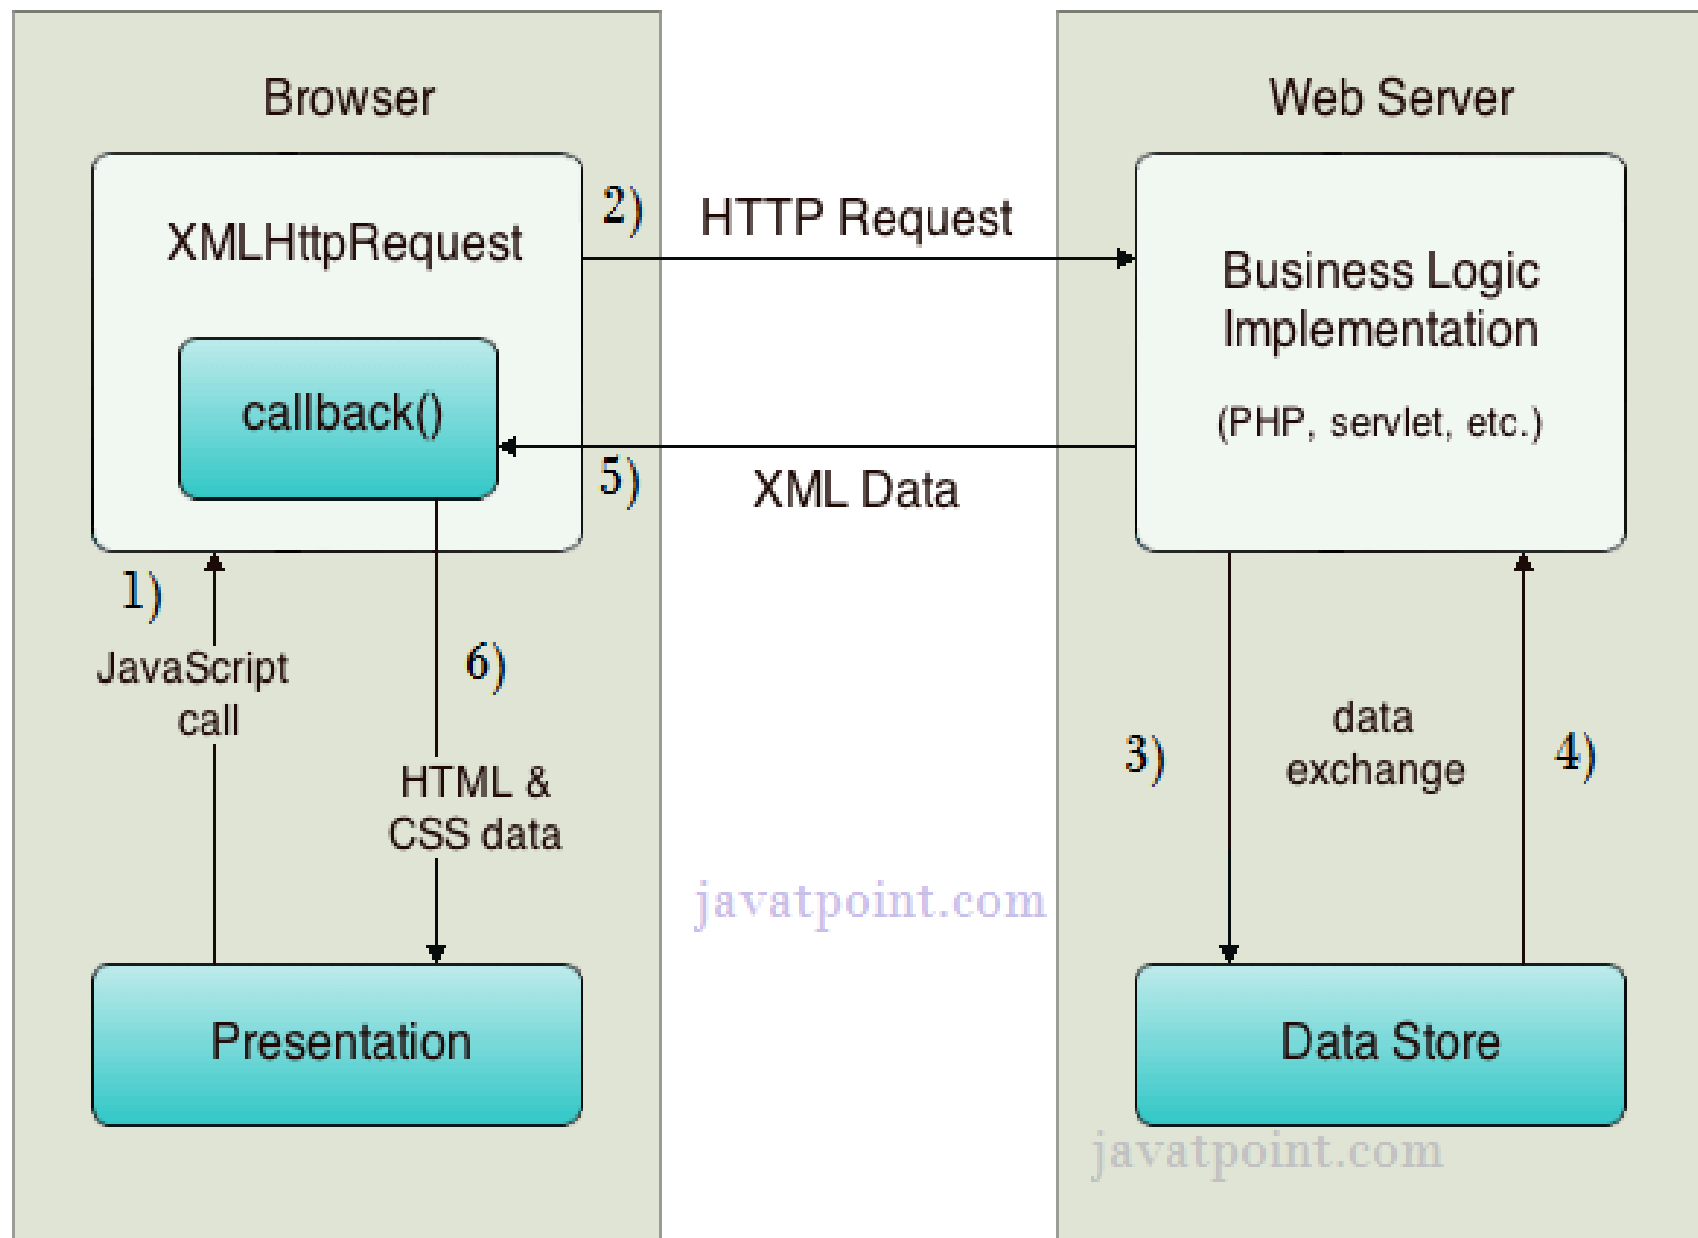 Browser
XMLHttpRequest
callback()
1)
JavaScript
call
6)
HTML &
CSS data
Presentation
2)
HTTP Request
5)
XML Data
javatpoint.com
Web Server
Business Logic
Implementation
(PHP, servlet, etc.)
3)
data
exchange
4)
Data Store
javatpoint.com